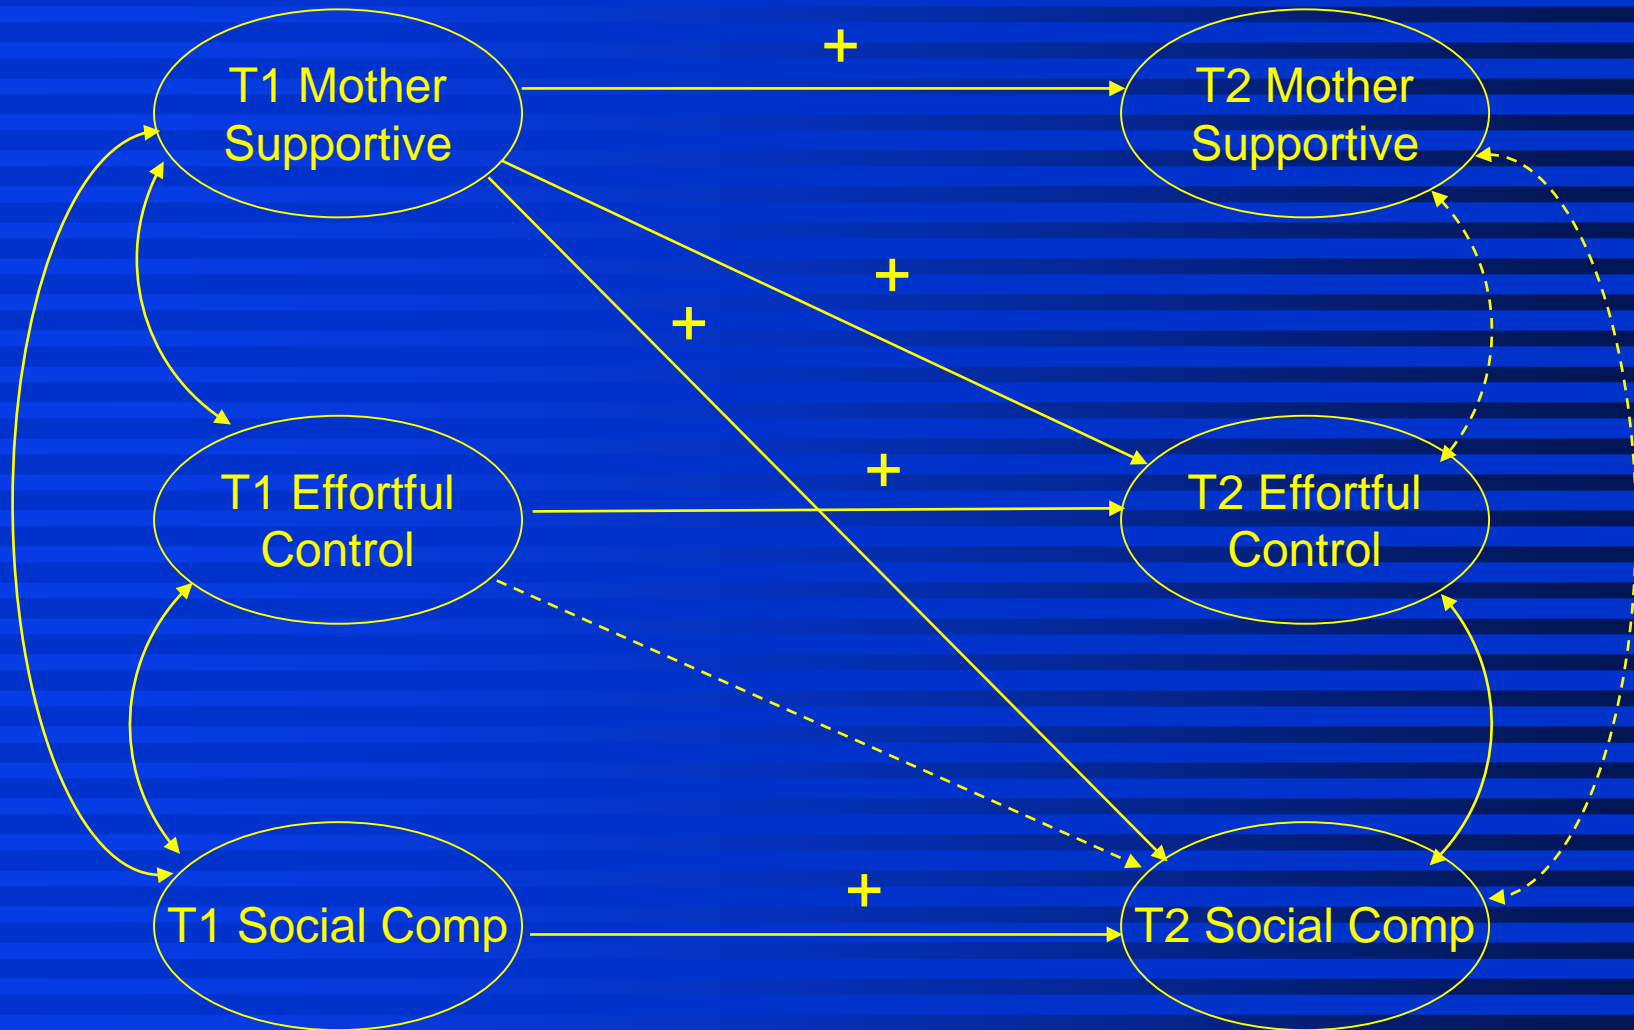 +
T1 Mother
Supportive
T2 Mother
Supportive
+
+
+
T1 Effortful
Control
T2 Effortful
Control
+
T1 Social Comp
T2 Social Comp